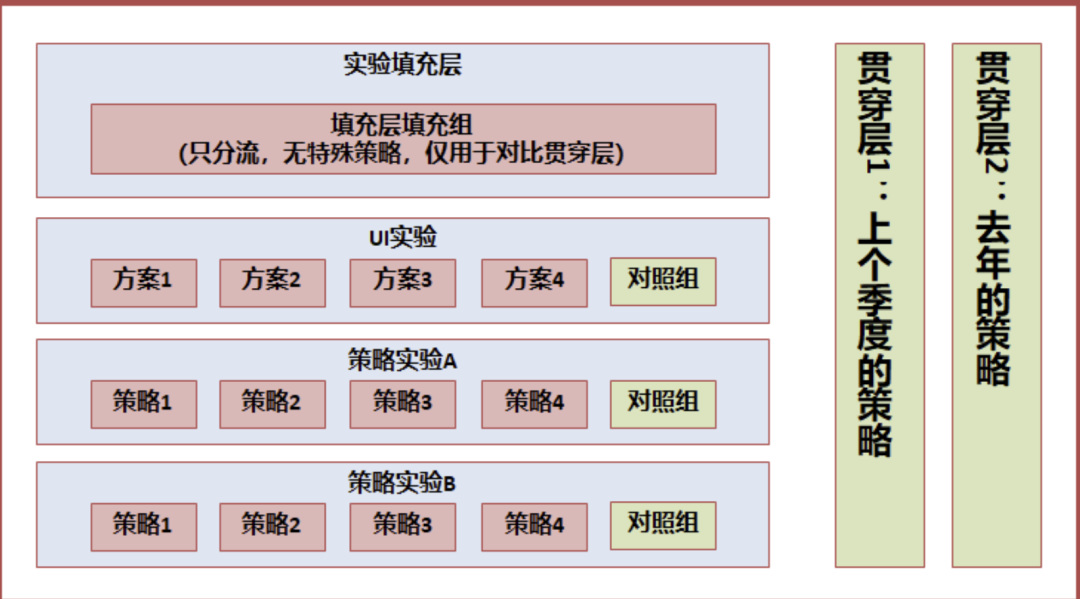 实验填充层
填充层填充组
(只分流，无特殊策略，仅用于对比贯穿层)
UI实验
方案1
方案2
方案3
方案4
对照组
策略实验A
策略1
策略2
策略3
策略4
对照组
策略实验B
策略1
策略2
策略3
策略4
对照组
贯穿层1：上个季度的策略
贯穿层2：去年的策略